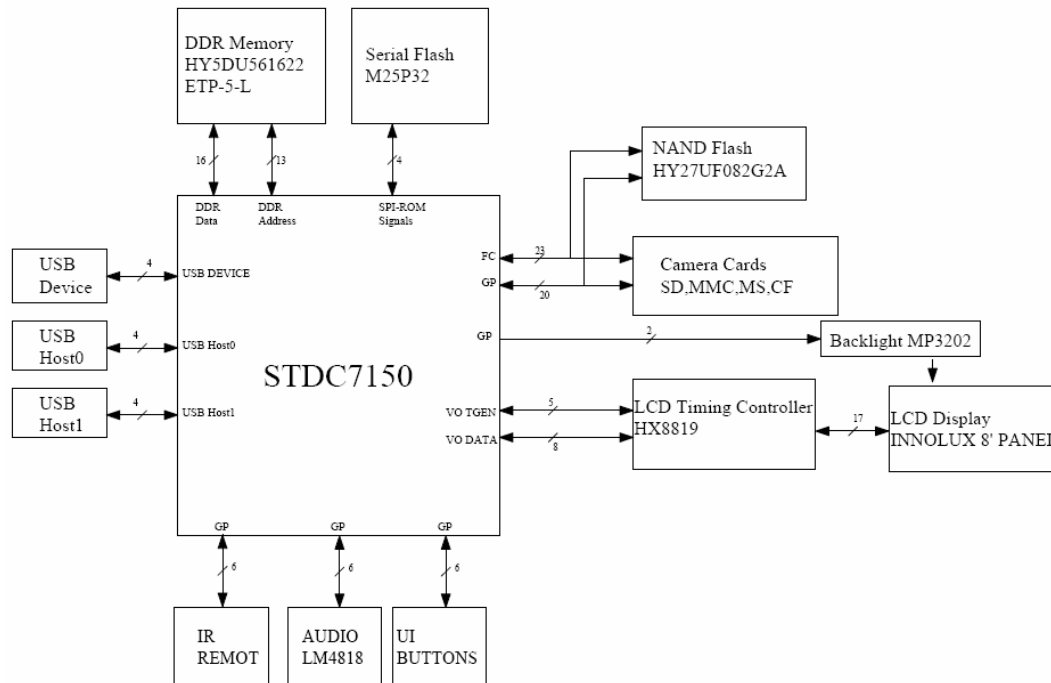 DDR Memory
HY5DU561622
ETP-5-L
Serial Flash
M25P32
16
13
4
NAND Flash
HY27UF082G2A
DDR
Data
DDR
Address
SPI-ROM
Signals
USB
Device
4
USB DEVICE
FC
23
GP
20
Camera Cards
SD,MMC,MS,CF
USB
Host0
4
USB Host0
GP
2
Backlight MP3202
STDC7150
USB
Host1
4
USB Host1
VO TGEN
5
VO DATA
8
LCD Timing Controller
HX8819
17
LCD Display
INNOLUX 8' PANEL
GP
GP
GP
6
6
6
IR
REMOT
AUDIO
LM4818
UI
BUTTONS